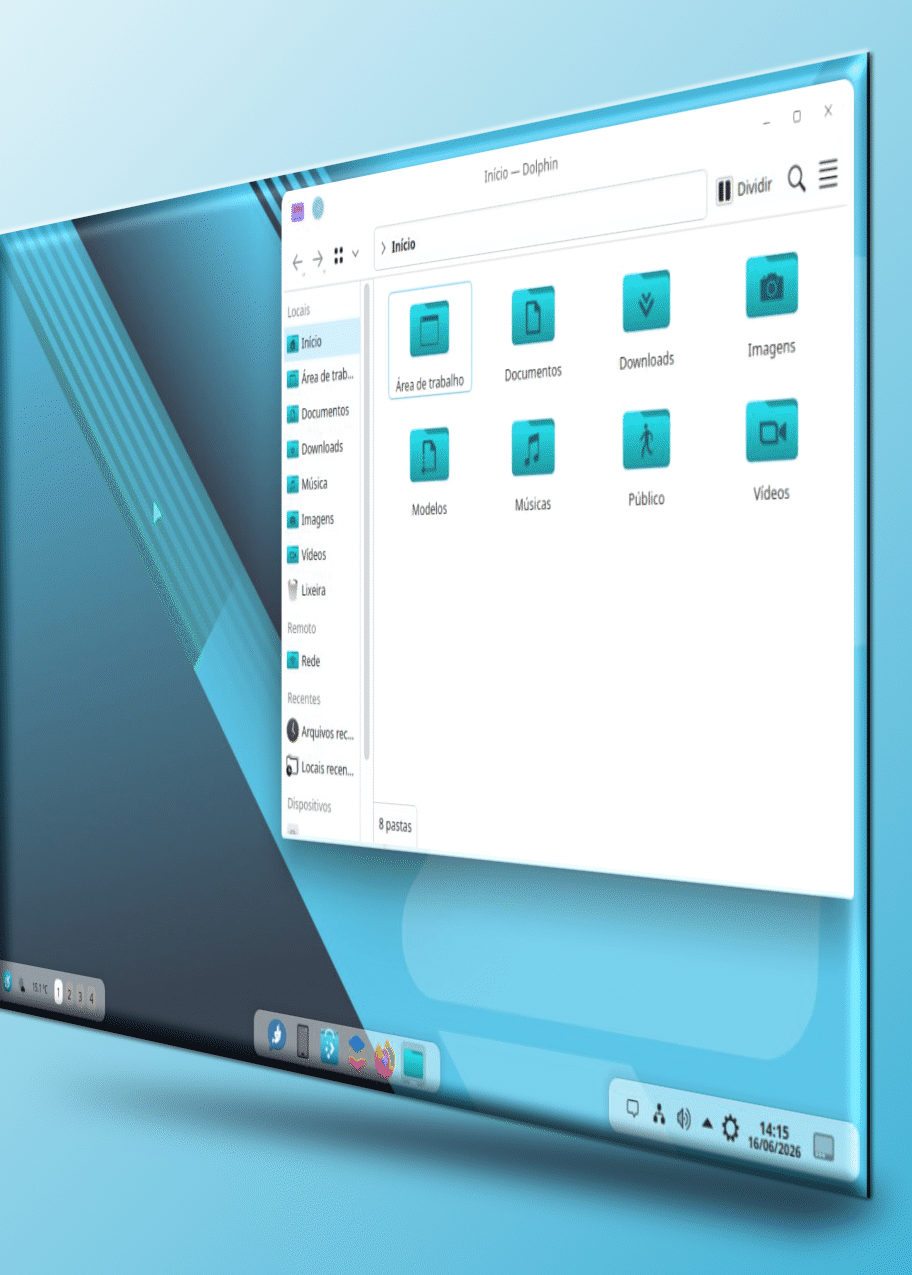 Início — Dolphin
Início
Dividir
Locais
Início
Área de trab...
Documentos
Downloads
Música
Imagens
Vídeos
Lixeira
Remoto
Rede
Recentes
Arquivos rec...
Locais recen...
Dispositivos
Área de trabalho
Documentos
Downloads
Imagens
Modelos
Músicas
Público
Vídeos
8 pastas
15.1 °C
1 2 3 4
14:15
16/06/2026